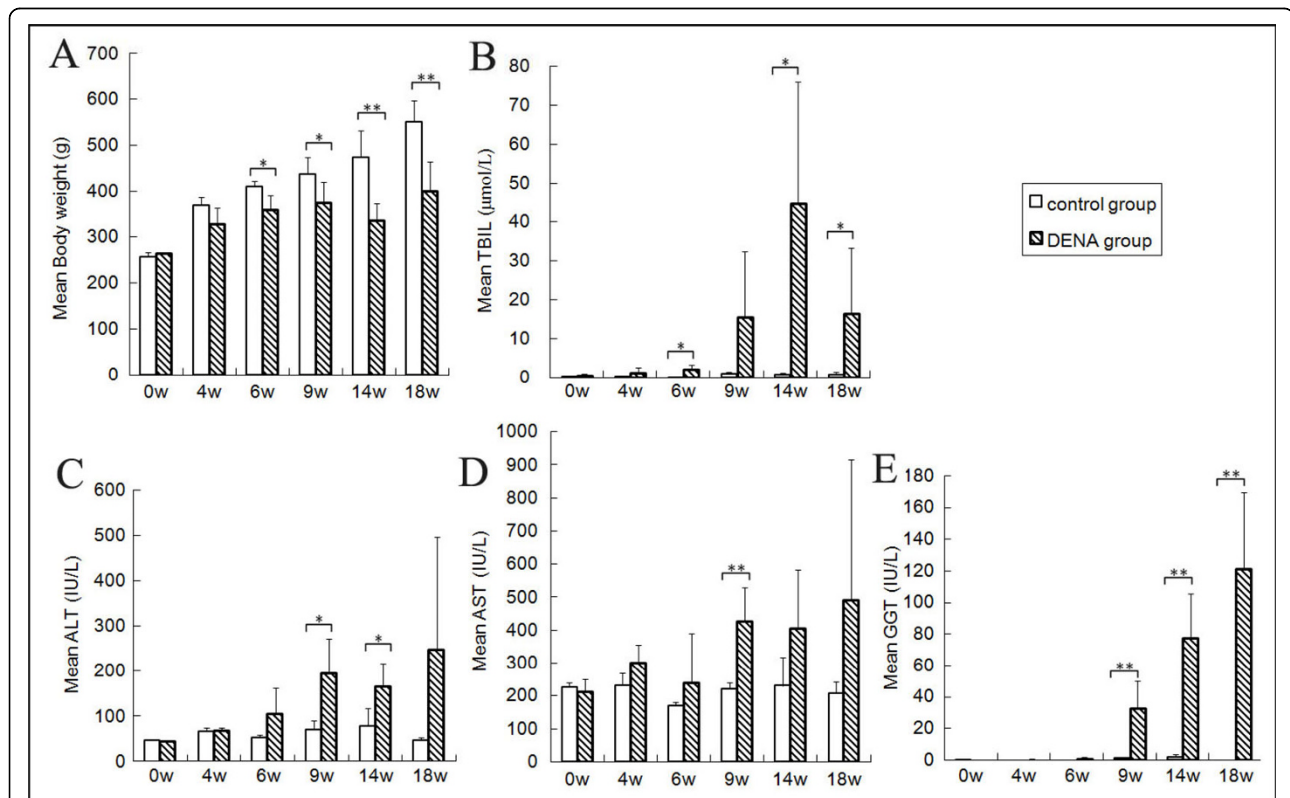 A
Mean Body weight (g)
700
600
500
400
300
200
100
0
* * ** **
0w 4w 6w 9w 14w 18w
B
Mean TBIL (μmol/L)
80
70
60
50
40
30
20
10
0
* * *
0w 4w 6w 9w 14w 18w
control group
DENA group
C
Mean ALT (IU/L)
600
500
400
300
200
100
0
* *
0w 4w 6w 9w 14w 18w
D
Mean AST (IU/L)
1000
900
800
700
600
500
400
300
200
100
0
**
0w 4w 6w 9w 14w 18w
E
Mean GGT (IU/L)
180
160
140
120
100
80
60
40
20
0
** ** **
0w 4w 6w 9w 14w 18w